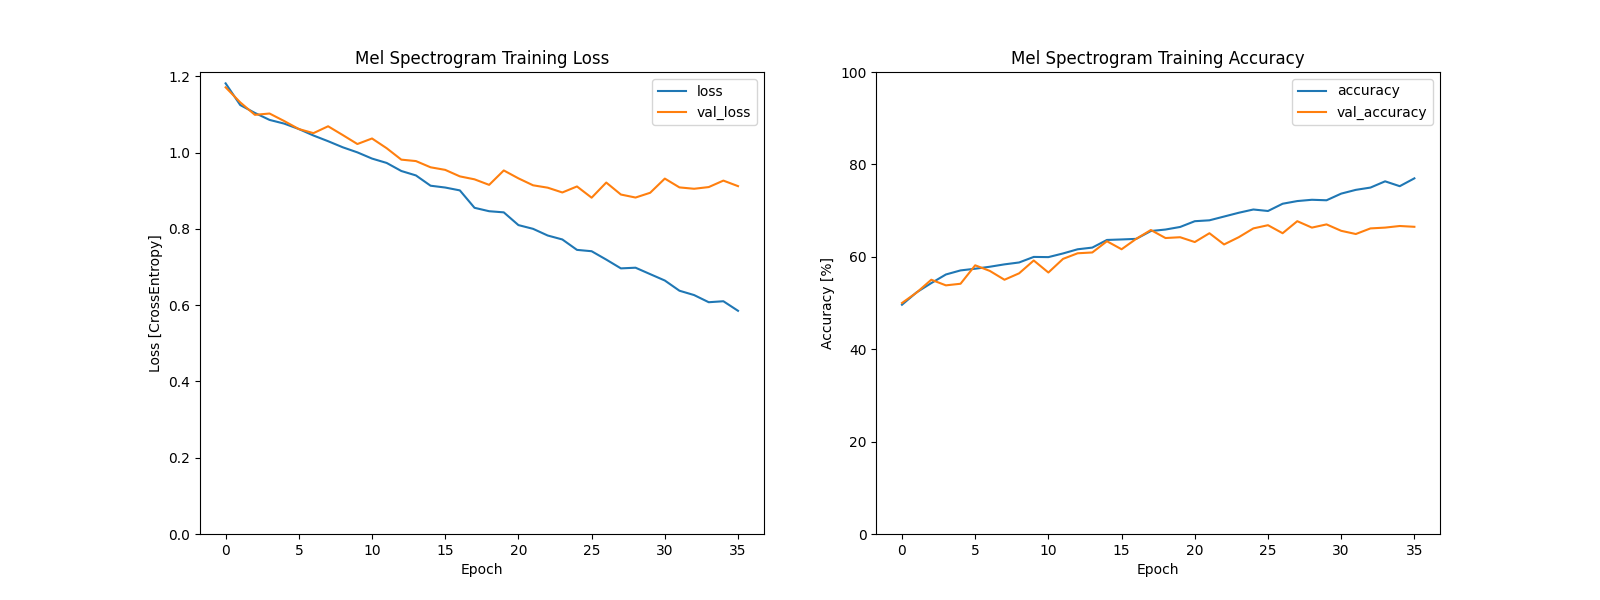 Mel Spectrogram Training Loss
loss
val_loss
1.2
1.0
0.8
0.6
0.4
0.2
0.0
Loss [CrossEntropy]
0 5 10 15 20 25 30 35
Epoch
Mel Spectrogram Training Accuracy
accuracy
val_accuracy
100
80
60
40
20
0
Accuracy [%]
0 5 10 15 20 25 30 35
Epoch